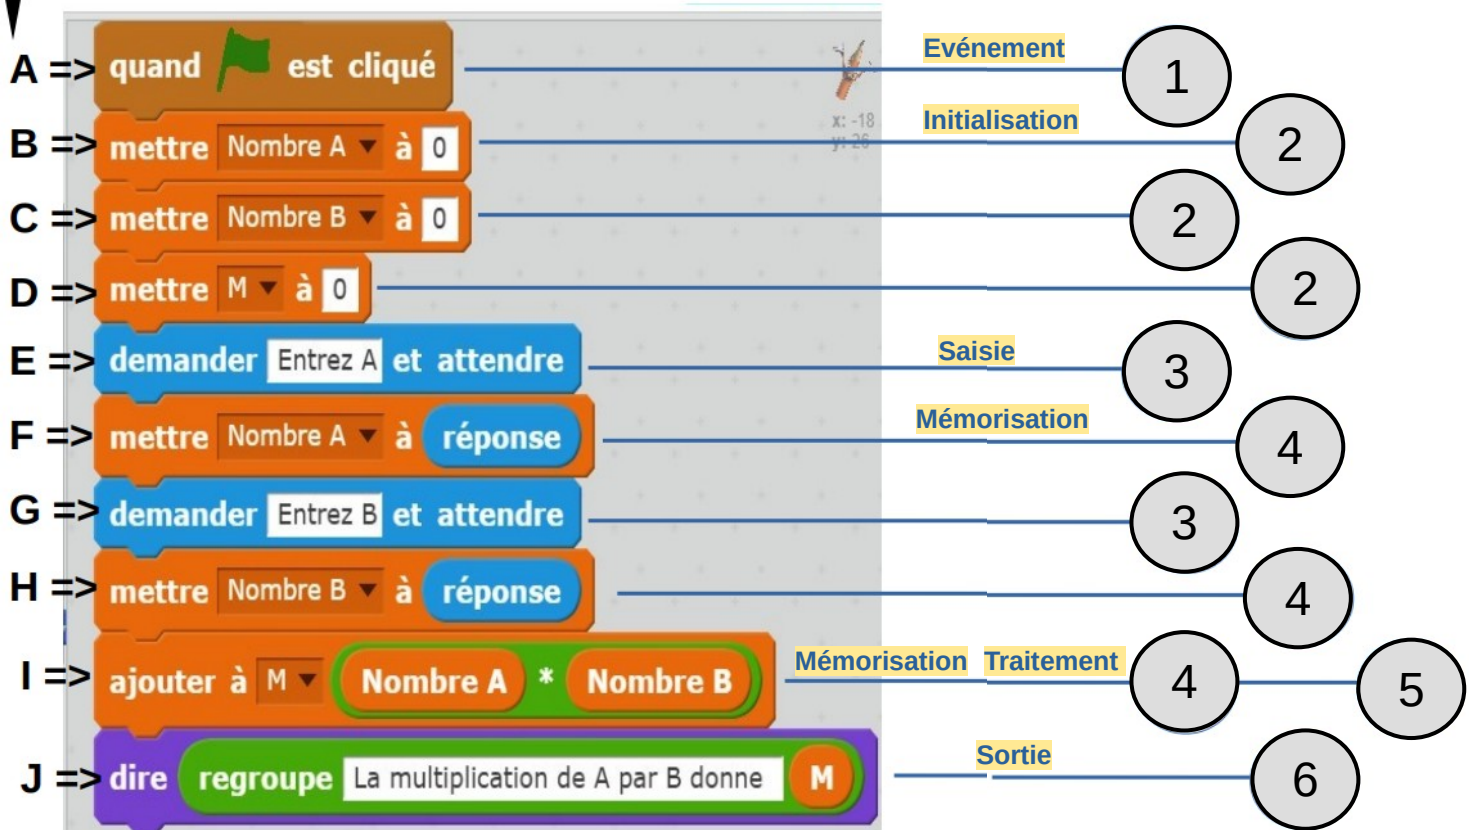 A => quand est cliqué Evénement 1
B => mettre Nombre A à 0 Initialisation 2
x: -18
y: 26
C => mettre Nombre B à 0 2
D => mettre M à 0 2
E => demander Entrez A et attendre Saisie 3
F => mettre Nombre A à réponse Mémorisation 4
G => demander Entrez B et attendre 3
H => mettre Nombre B à réponse 4
I => ajouter à M Nombre A * Nombre B Mémorisation Traitement 4 5
J => dire regroupe La multiplication de A par B donne M Sortie 6